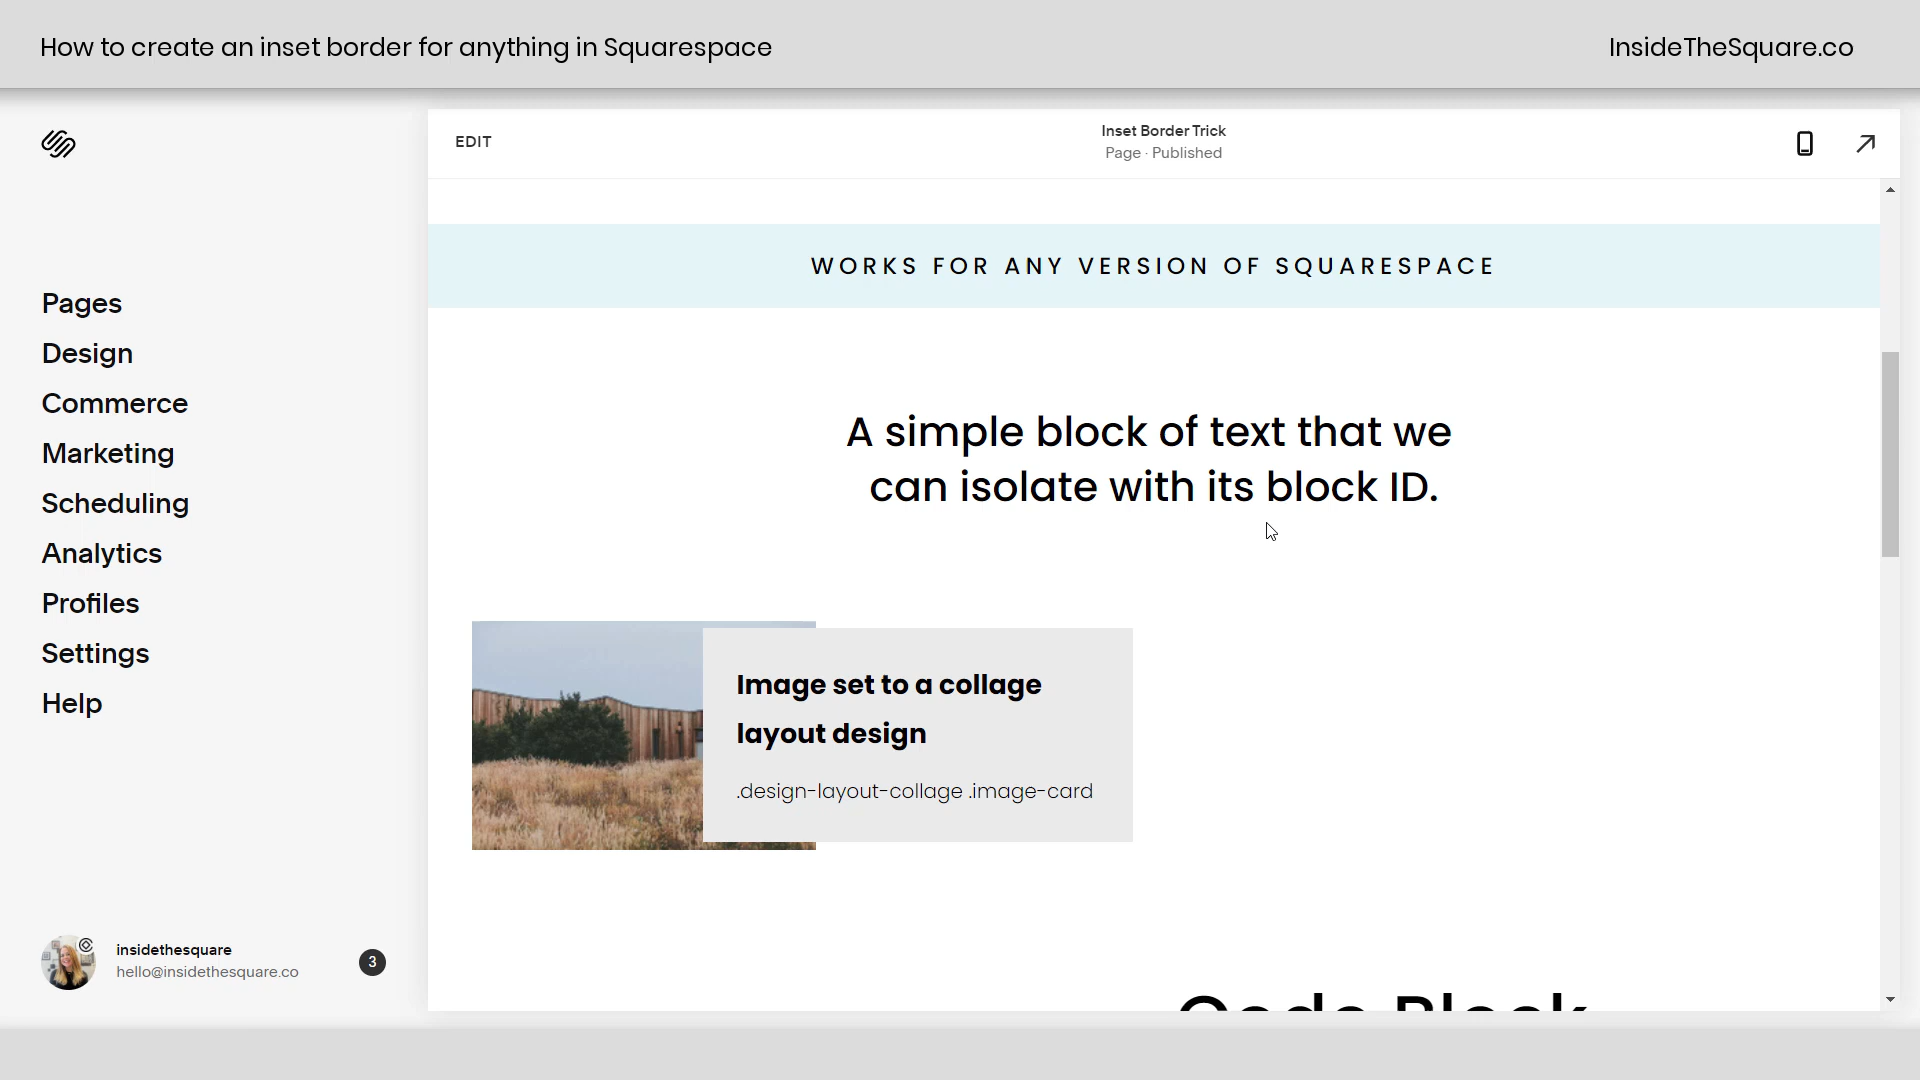 How to create an inset border for anything in Squarespace
InsideTheSquare.co
EDIT
Inset Border Trick
Page · Published
WORKS FOR ANY VERSION OF SQUARESPACE
Pages
Design
Commerce
Marketing
Scheduling
Analytics
Profiles
Settings
Help
A simple block of text that we
can isolate with its block ID.
Image set to a collage
layout design
.design-layout-collage .image-card
insidethesquare
hello@insidethesquare.co
3
Code Block